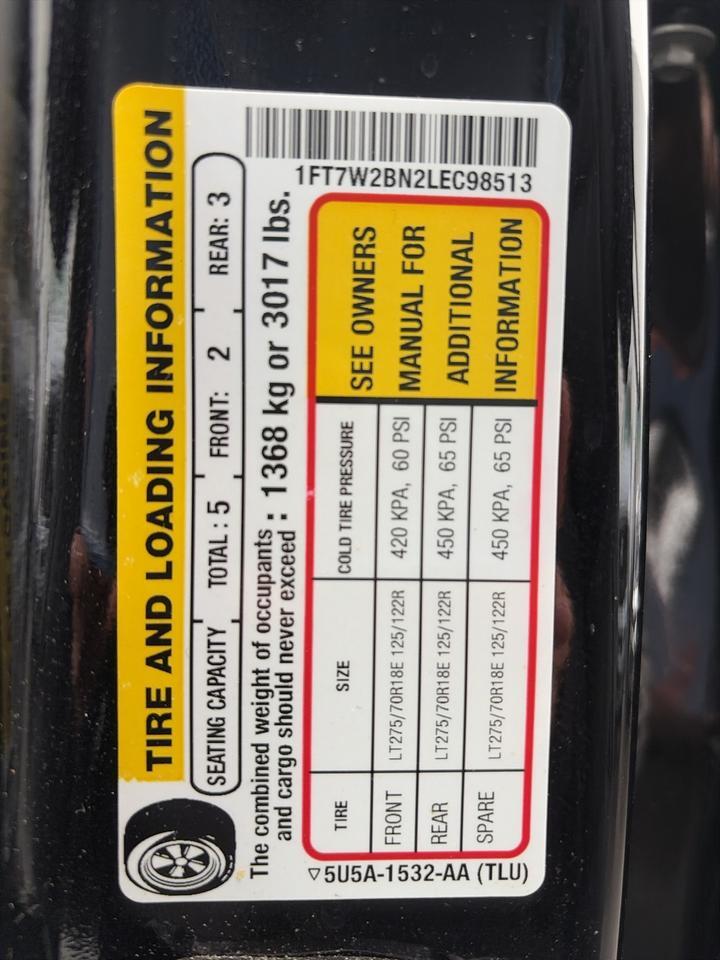 TIRE AND LOADING INFORMATION
SEATING CAPACITY TOTAL : 5 FRONT: 2 REAR: 3
The combined weight of occupants
and cargo should never exceed : 1368 kg or 3017 lbs.
TIRE SIZE COLD TIRE PRESSURE
FRONT LT275/70R18E 125/122R 420 KPA, 60 PSI
REAR LT275/70R18E 125/122R 450 KPA, 65 PSI
SPARE LT275/70R18E 125/122R 450 KPA, 65 PSI
SEE OWNERS
MANUAL FOR
ADDITIONAL
INFORMATION
1FT7W2BN2LEC98513
▽5U5A-1532-AA (TLU)